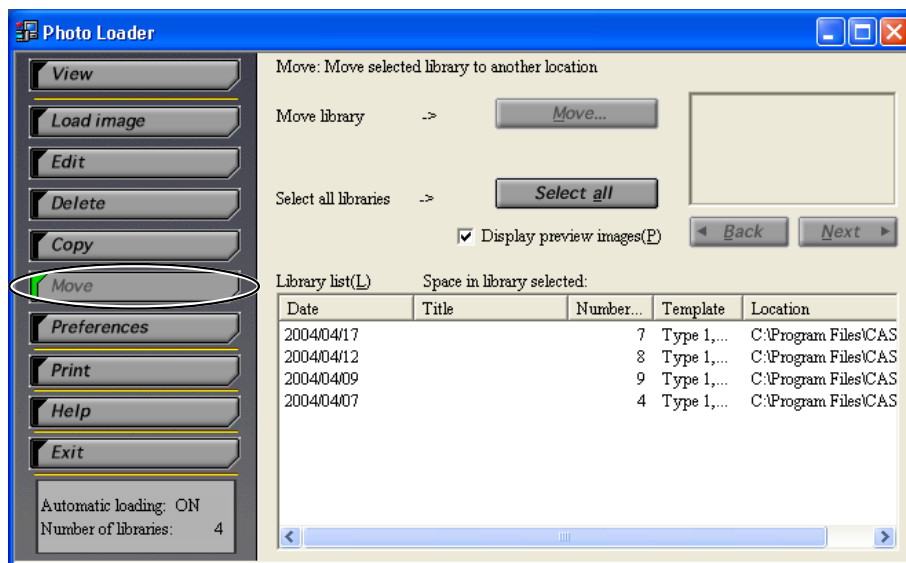 Photo Loader
View
Load image
Edit
Delete
Copy
Move
Preferences
Print
Help
Exit
Automatic loading: ON
Number of libraries: 4
Move: Move selected library to another location
Move library -> Move...
Select all libraries -> Select all
Display preview images(P)
Back Next
Library list(L) Space in library selected:
Date Title Number... Template Location
2004/04/17 7 Type 1,... C:\Program Files\CAS
2004/04/12 8 Type 1,... C:\Program Files\CAS
2004/04/09 9 Type 1,... C:\Program Files\CAS
2004/04/07 4 Type 1,... C:\Program Files\CAS